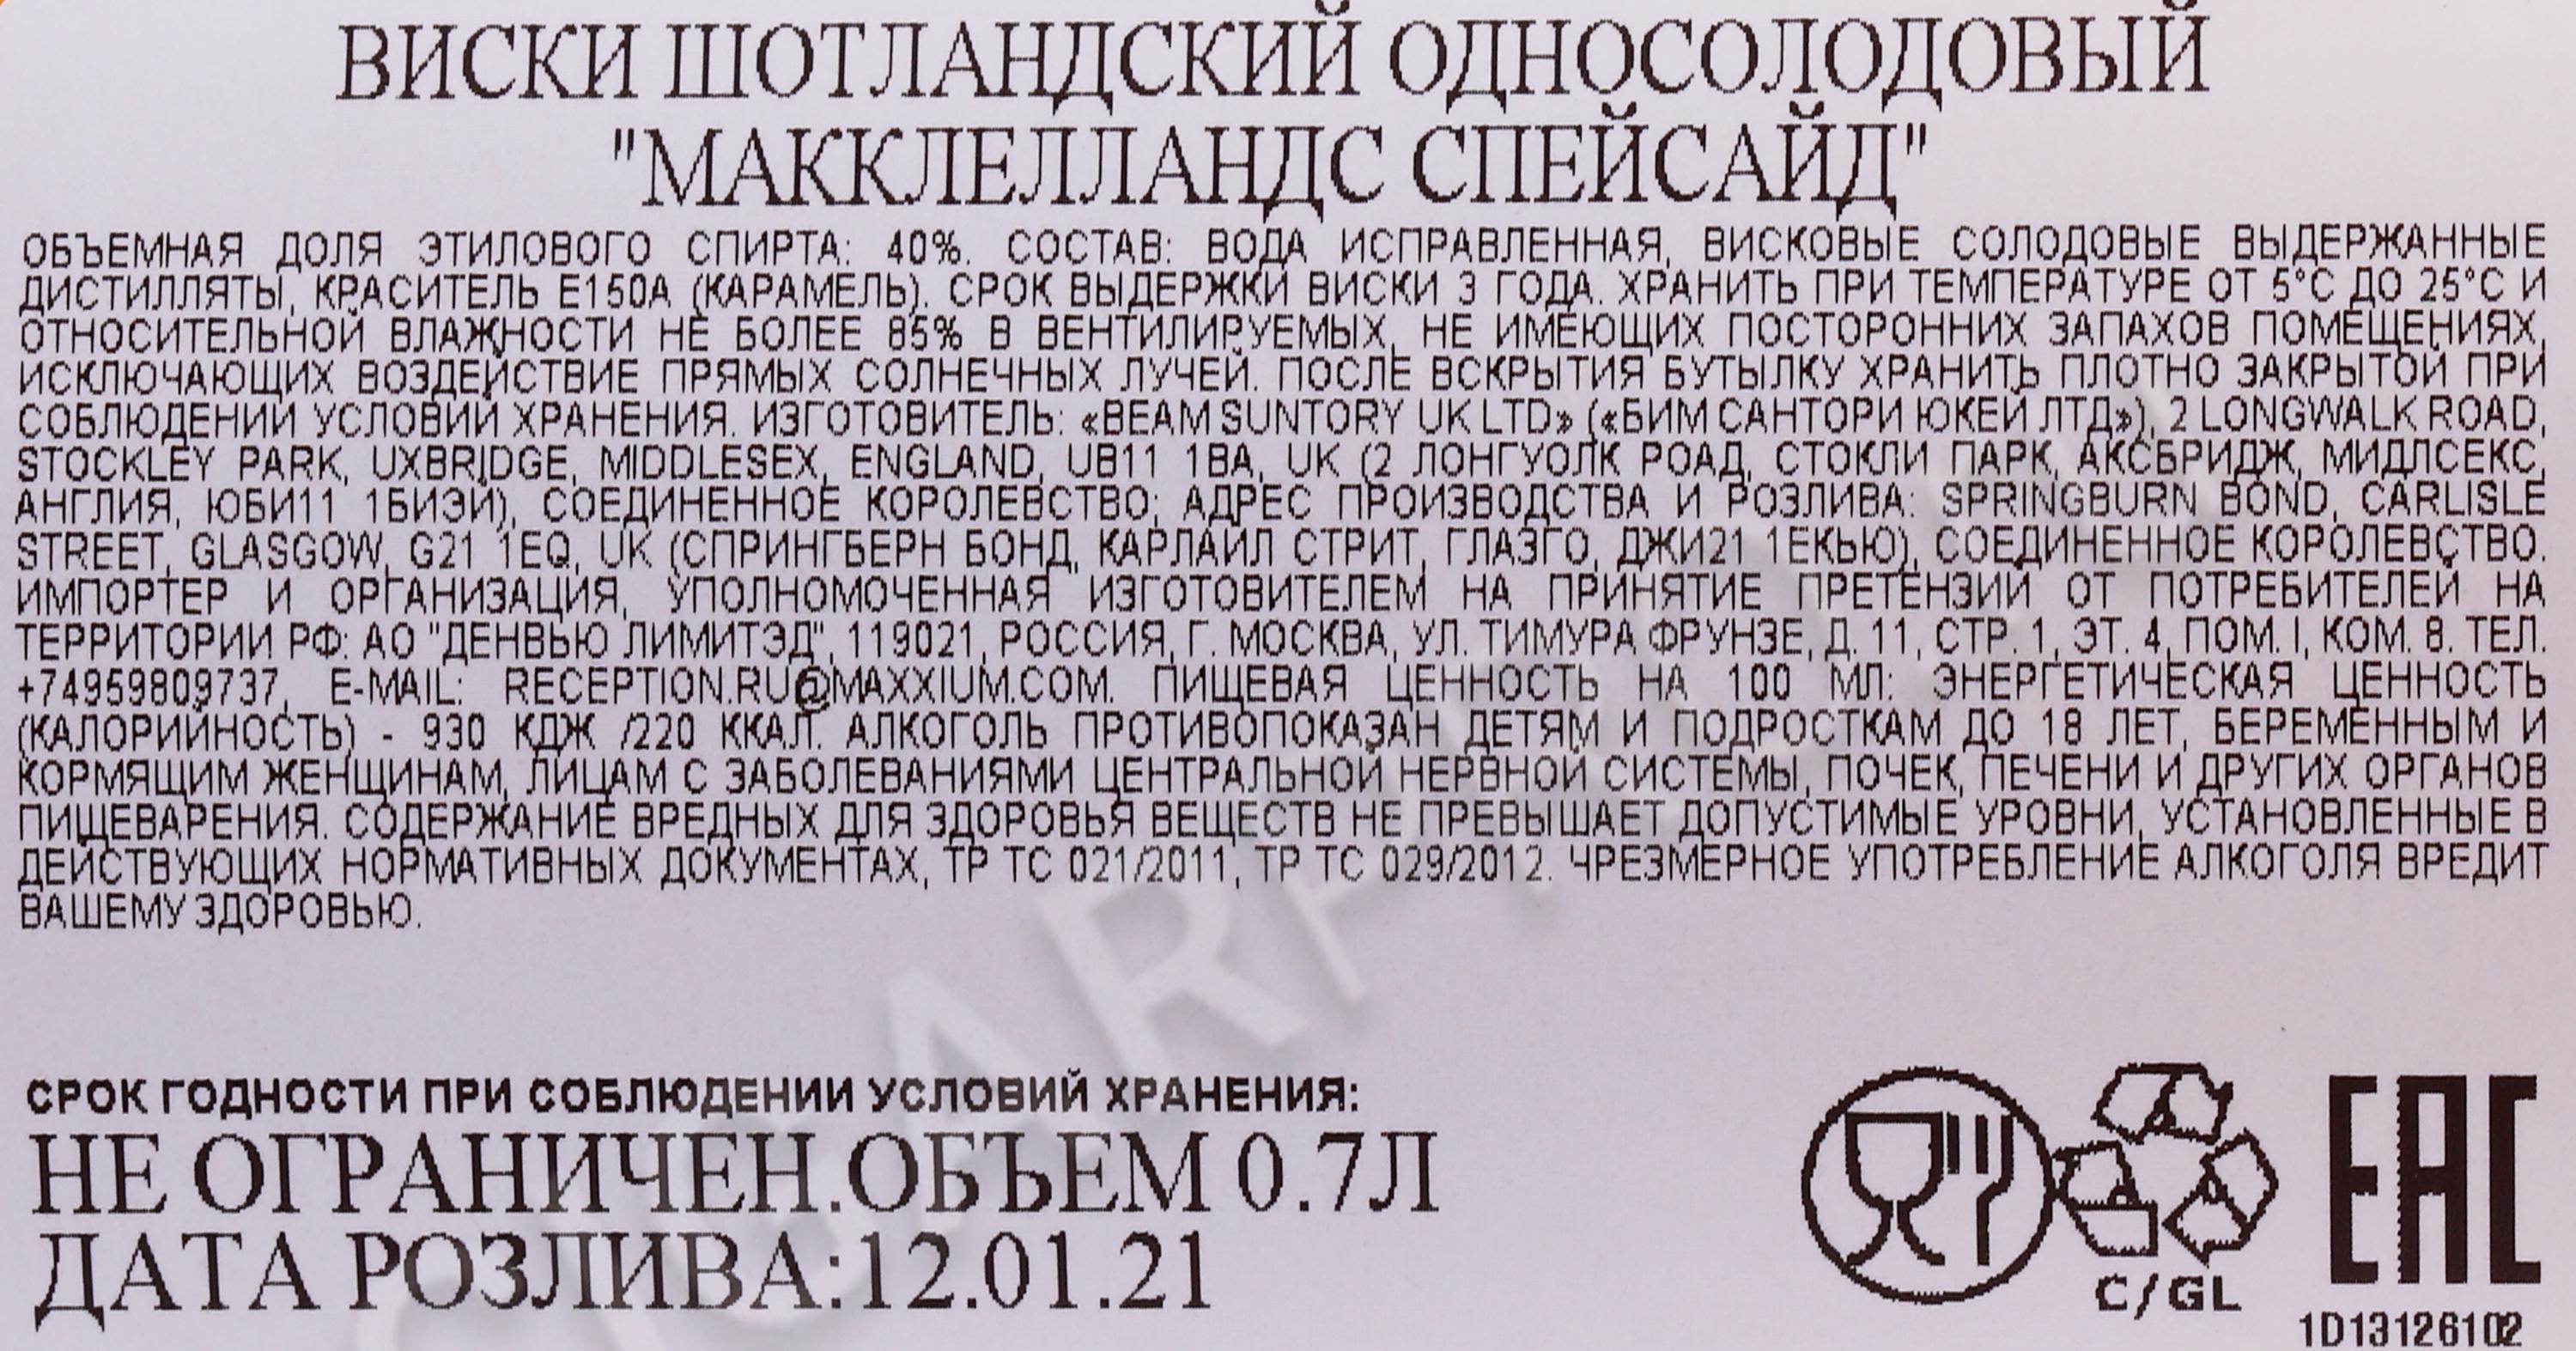 ВИСКИ ШОТЛАНДСКИЙ ОДНОСОЛОДОВЫЙ
"МАККЛЕЛЛАНДС СПЕЙСАЙД"
ОБЪЕМНАЯ ДОЛЯ ЭТИЛОВОГО СПИРТА: 40%. СОСТАВ: ВОДА ИСПРАВЛЕННАЯ, ВИСКОВЫЕ СОЛОДОВЫЕ ВЫДЕРЖАННЫЕ
ДИСТИЛЛЯТЫ, КРАСИТЕЛЬ Е150А (КАРАМЕЛЬ). СРОК ВЫДЕРЖКИ ВИСКИ 3 ГОДА. ХРАНИТЬ ПРИ ТЕМПЕРАТУРЕ ОТ 5°С ДО 25°С И
ОТНОСИТЕЛЬНОЙ ВЛАЖНОСТИ НЕ БОЛЕЕ 85% В ВЕНТИЛИРУЕМЫХ, НЕ ИМЕЮЩИХ ПОСТОРОННИХ ЗАПАХОВ ПОМЕЩЕНИЯХ,
ИСКЛЮЧАЮЩИХ ВОЗДЕЙСТВИЕ ПРЯМЫХ СОЛНЕЧНЫХ ЛУЧЕЙ. ПОСЛЕ ВСКРЫТИЯ БУТЫЛКУ ХРАНИТЬ ПЛОТНО ЗАКРЫТОЙ ПРИ
СОБЛЮДЕНИИ УСЛОВИЙ ХРАНЕНИЯ. ИЗГОТОВИТЕЛЬ: «BEAM SUNTORY UK LTD» («БИМ САНТОРИ ЮКЕЙ ЛТД»), 2 LONGWALK ROAD,
STOCKLEY PARK, UXBRIDGE, MIDDLESEX, ENGLAND, UB11 1BA, UK (2 ЛОНГУОЛК РОАД, СТОКЛИ ПАРК, АКСБРИДЖ, МИДЛСЕКС,
АНГЛИЯ, ЮБИ11 1БИЭЙ), СОЕДИНЕННОЕ КОРОЛЕВСТВО; АДРЕС ПРОИЗВОДСТВА И РОЗЛИВА: SPRINGBURN BOND, CARLISLE
STREET, GLASGOW, G21 1EQ, UK (СПРИНГБЕРН БОНД, КАРЛАЙЛ СТРИТ, ГЛАЗГО, ДЖИ21 1ЕКЬЮ), СОЕДИНЕННОЕ КОРОЛЕВСТВО.
ИМПОРТЕР И ОРГАНИЗАЦИЯ, УПОЛНОМОЧЕННАЯ ИЗГОТОВИТЕЛЕМ НА ПРИНЯТИЕ ПРЕТЕНЗИЙ ОТ ПОТРЕБИТЕЛЕЙ НА
ТЕРРИТОРИИ РФ: АО "ДЕНВЬЮ ЛИМИТЭД", 119021, РОССИЯ, Г. МОСКВА, УЛ. ТИМУРА ФРУНЗЕ, Д. 11, СТР. 1, ЭТ. 4, ПОМ. I, КОМ. 8. ТЕЛ.
+74959809737, E-MAIL: RECEPTION.RU@MAXXIUM.COM. ПИЩЕВАЯ ЦЕННОСТЬ НА 100 МЛ: ЭНЕРГЕТИЧЕСКАЯ ЦЕННОСТЬ
(КАЛОРИЙНОСТЬ) - 930 КДЖ /220 ККАЛ. АЛКОГОЛЬ ПРОТИВОПОКАЗАН ДЕТЯМ И ПОДРОСТКАМ ДО 18 ЛЕТ, БЕРЕМЕННЫМ И
КОРМЯЩИМ ЖЕНЩИНАМ, ЛИЦАМ С ЗАБОЛЕВАНИЯМИ ЦЕНТРАЛЬНОЙ НЕРВНОЙ СИСТЕМЫ, ПОЧЕК, ПЕЧЕНИ И ДРУГИХ ОРГАНОВ
ПИЩЕВАРЕНИЯ. СОДЕРЖАНИЕ ВРЕДНЫХ ДЛЯ ЗДОРОВЬЯ ВЕЩЕСТВ НЕ ПРЕВЫШАЕТ ДОПУСТИМЫЕ УРОВНИ, УСТАНОВЛЕННЫЕ В
ДЕЙСТВУЮЩИХ НОРМАТИВНЫХ ДОКУМЕНТАХ, ТР ТС 021/2011, ТР ТС 029/2012. ЧРЕЗМЕРНОЕ УПОТРЕБЛЕНИЕ АЛКОГОЛЯ ВРЕДИТ
ВАШЕМУ ЗДОРОВЬЮ.
СРОК ГОДНОСТИ ПРИ СОБЛЮДЕНИИ УСЛОВИЙ ХРАНЕНИЯ:
НЕ ОГРАНИЧЕН.ОБЪЕМ 0.7Л
ДАТА РОЗЛИВА:12.01.21
C/GL
EAC
1D13126102